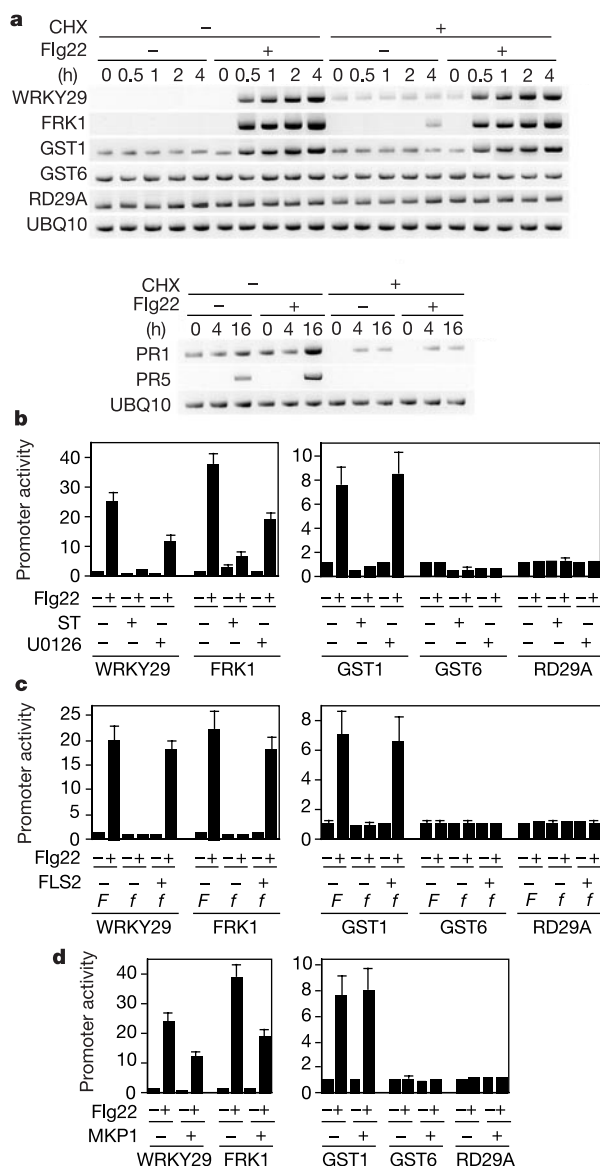 a
CHX – +
Flg22 – + – +
(h) 0 0.5 1 2 4 0 0.5 1 2 4 0 0.5 1 2 4 0 0.5 1 2 4
WRKY29
FRK1
GST1
GST6
RD29A
UBQ10
CHX – +
Flg22 – + – +
(h) 0 4 16 0 4 16 0 4 16 0 4 16
PR1
PR5
UBQ10
b
Promoter activity
40
30
20
10
0
10
8
6
4
2
0
Flg22 –+ –+ –+ –+ –+ –+ –+ –+ –+ –+ –+ –+ –+ –+ –+
ST – + – + – + – + – +
U0126 – + – + – + – + – +
WRKY29 FRK1 GST1 GST6 RD29A
c
Promoter activity
25
20
15
10
5
0
8
6
4
2
0
Flg22 –+ –+ –+ –+ –+ –+ –+ –+ –+ –+ –+ –+ –+ –+ –+
FLS2 – – + – – + – – + – – + – – +
F f f F f f F f f F f f F f f
WRKY29 FRK1 GST1 GST6 RD29A
d
Promoter activity
40
30
20
10
0
10
8
6
4
2
0
Flg22 –+ –+ –+ –+ –+ –+ –+ –+ –+ –+
MKP1 – + – + – + – + – +
WRKY29 FRK1 GST1 GST6 RD29A